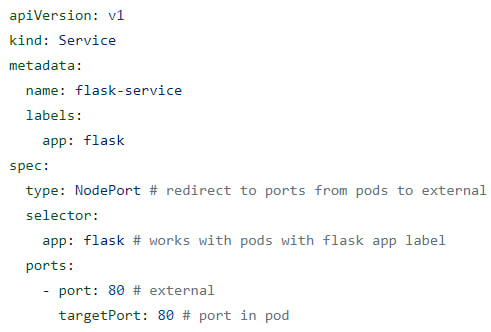 apiVersion: v1
kind: Service
metadata:
  name: flask-service
  labels:
    app: flask
spec:
  type: NodePort # redirect to ports from pods to external
  selector:
    app: flask # works with pods with flask app label
  ports:
    - port: 80 # external
      targetPort: 80 # port in pod